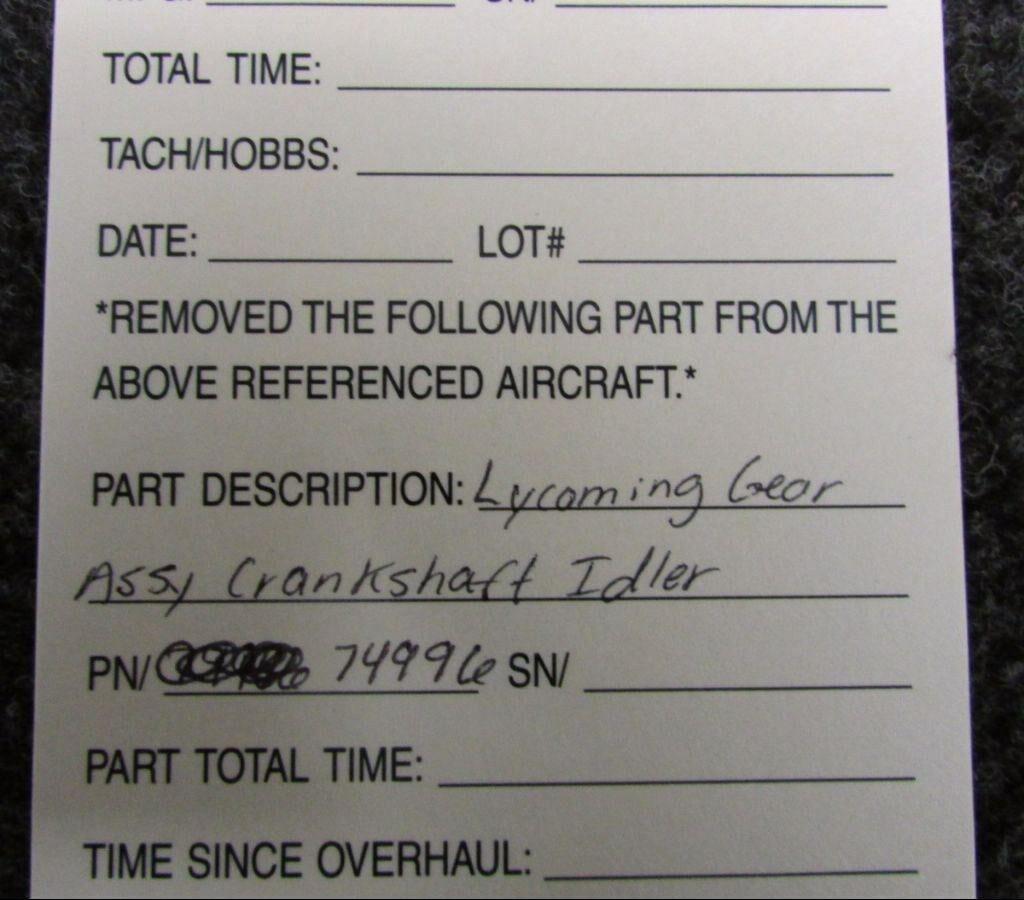 TOTAL TIME:
TACH/HOBBS:
DATE: LOT#
*REMOVED THE FOLLOWING PART FROM THE
ABOVE REFERENCED AIRCRAFT.*
PART DESCRIPTION: Lycoming Gear
Assy Crankshaft Idler
PN/ 74996 SN/
PART TOTAL TIME:
TIME SINCE OVERHAUL: